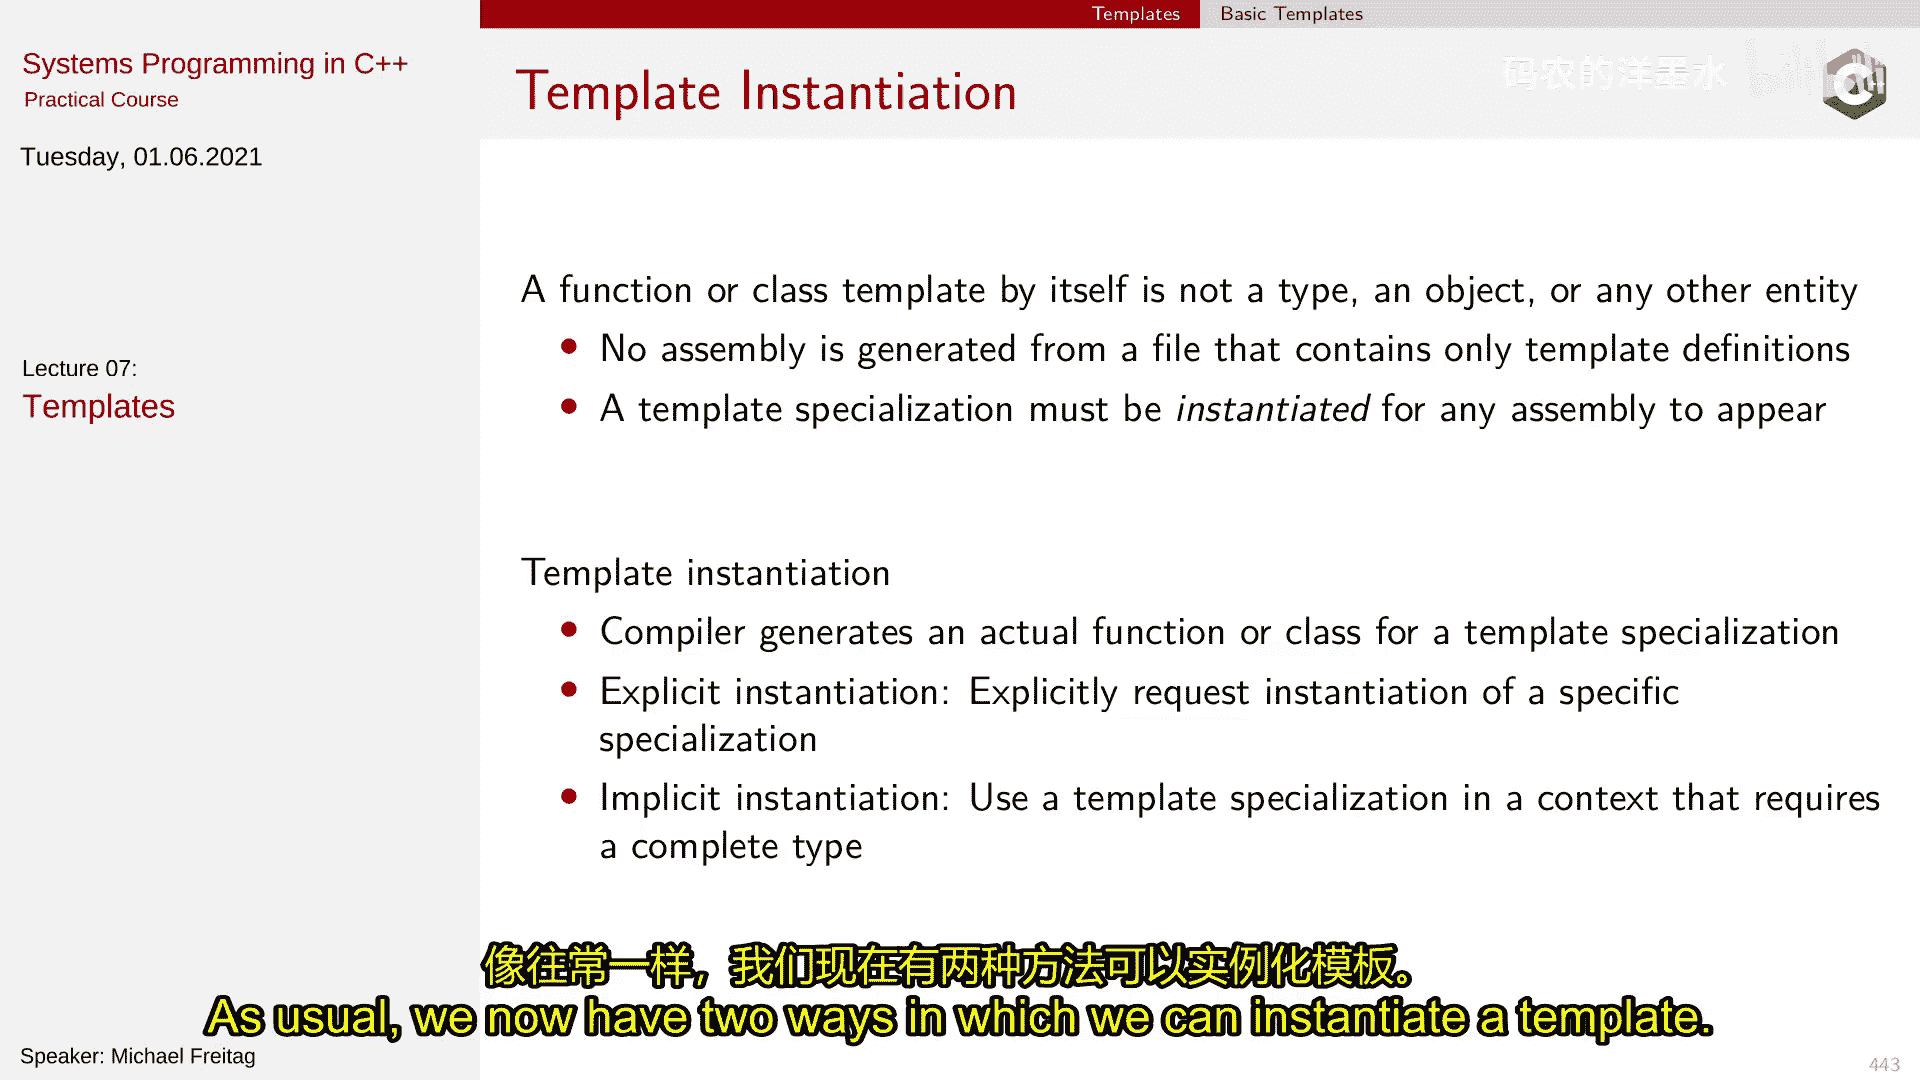 Templates
Basic Templates
Systems Programming in C++
Practical Course
Tuesday, 01.06.2021
Template Instantiation
码农的洋墨水
A function or class template by itself is not a type, an object, or any other entity
• No assembly is generated from a file that contains only template definitions
• A template specialization must be instantiated for any assembly to appear
Lecture 07:
Templates
Template instantiation
• Compiler generates an actual function or class for a template specialization
• Explicit instantiation: Explicitly request instantiation of a specific
specialization
• Implicit instantiation: Use a template specialization in a context that requires
a complete type
像往常一样，我们现在有两种方法可以实例化模板。
As usual, we now have two ways in which we can instantiate a template.
Speaker: Michael Freitag
443